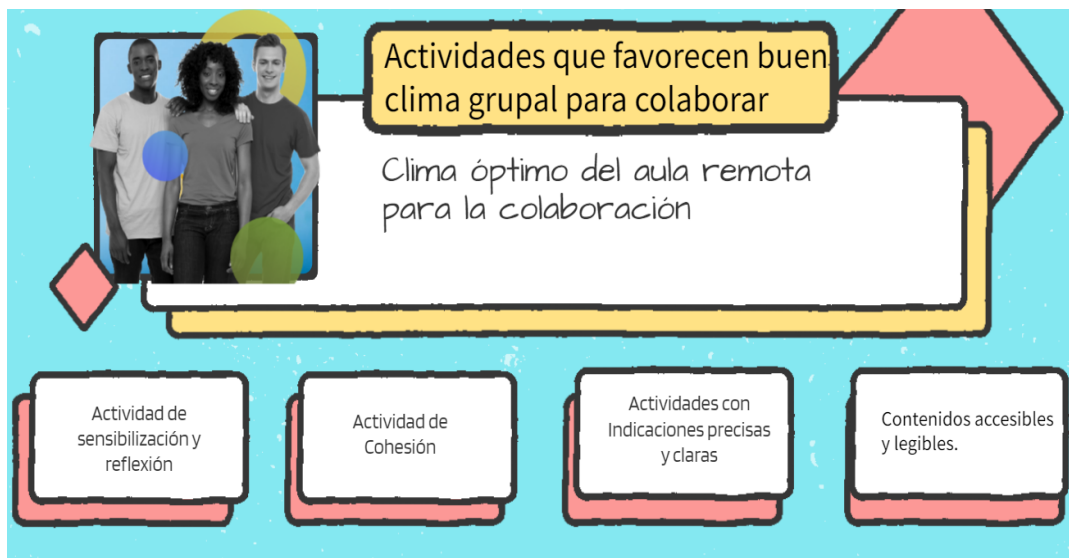 Actividades que favorecen buen
clima grupal para colaborar
Clima óptimo del aula remota
para la colaboración
Actividad de
sensibilización y
reflexión
Actividad de
Cohesión
Actividades con
Indicaciones precisas
y claras
Contenidos accesibles
y legibles.